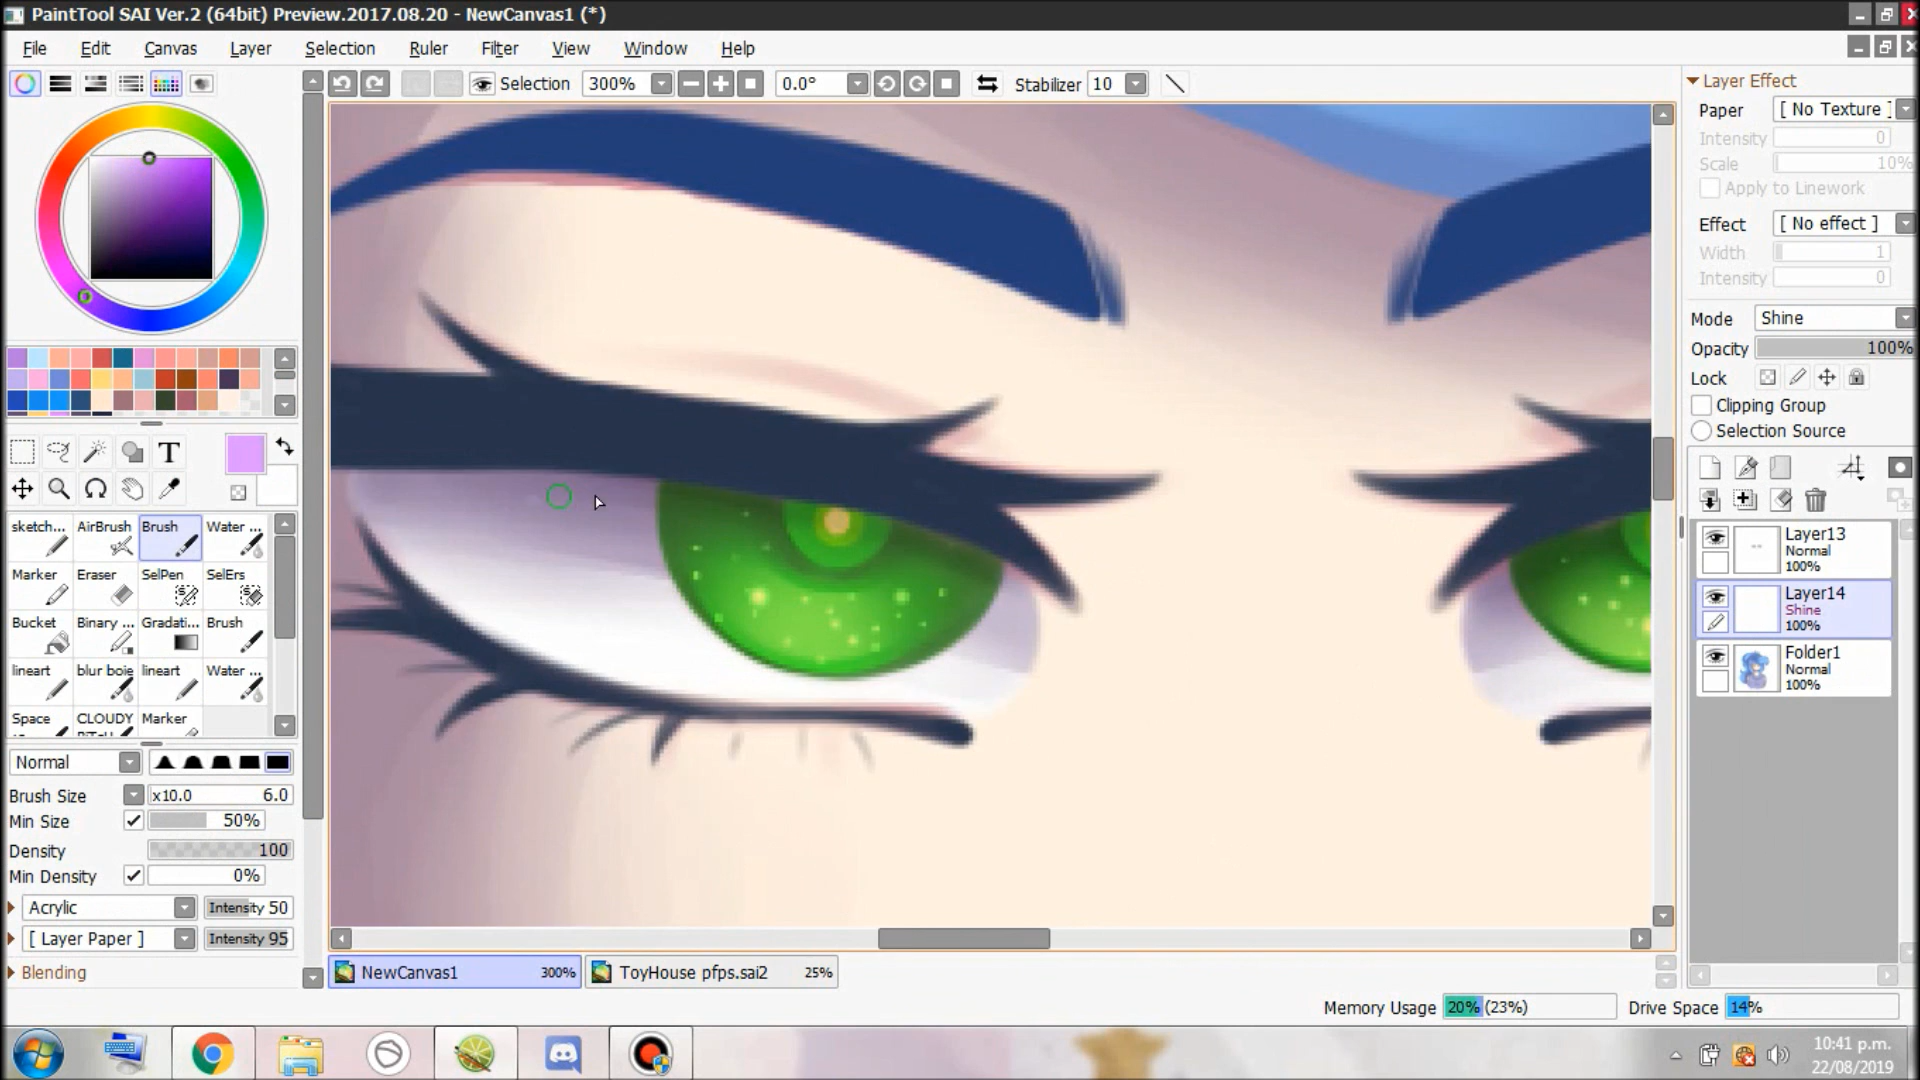 PaintTool SAI Ver.2 (64bit) Preview.2017.08.20 - NewCanvas1 (*)
File Edit Canvas Layer Selection Ruler Filter View Window Help
Selection 300% 0.0° Stabilizer 10
Layer Effect
Paper [ No Texture ]
Intensity 0
Scale 10%
Apply to Linework
Effect [ No effect ]
Width 1
Intensity 0
Mode Shine
Opacity 100%
Lock
Clipping Group
Selection Source
T
sketch... AirBrush Brush Water ...
Marker Eraser SelPen SelErs
Bucket Binary ... Gradati... Brush
lineart blur boie lineart Water ...
Space CLOUDY Marker
Layer13
Normal
100%
Layer14
Shine
100%
Folder1
Normal
100%
Normal
Brush Size x10.0 6.0
Min Size 50%
Density 100
Min Density 0%
Acrylic Intensity 50
[ Layer Paper ] Intensity 95
Blending
NewCanvas1 300% ToyHouse pfps.sai2 25%
Memory Usage 20% (23%) Drive Space 14%
10:41 p.m.
22/08/2019